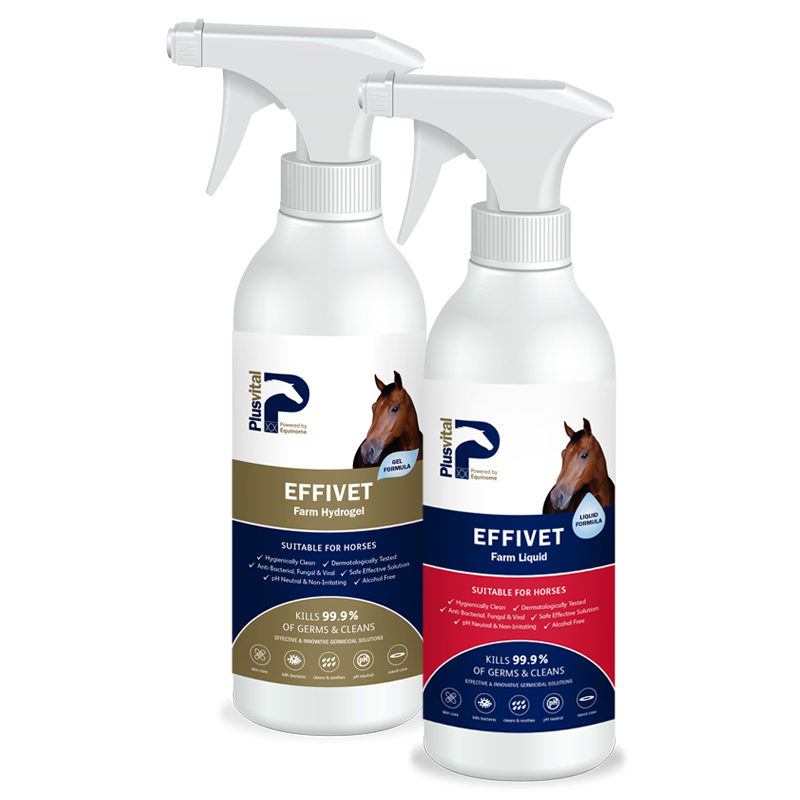 ON
Plusvital
Powered by
Equinome
GEL
FORMULA
EFFIVET
Farm Hydrogel
SUITABLE FOR HORSES
✓ Hygienically Clean ✓ Dermatologically Tested
✓ Anti Bacterial, Fungal & Viral ✓ Safe Effective Solution
✓ pH Neutral & Non-Irritating ✓ Alcohol Free
KILLS 99.9%
OF GERMS & CLEANS
EFFECTIVE & INNOVATIVE GERMICIDAL SOLUTIONS
pH
skin care kills bacteria cleans & soothes pH neutral
ON
Plusvital
Powered by
Equinome
LIQUID
FORMULA
EFFIVET
Farm Liquid
SUITABLE FOR HORSES
✓ Hygienically Clean ✓ Dermatologically Tested
✓ Anti Bacterial, Fungal & Viral ✓ Safe Effective Solution
✓ pH Neutral & Non-Irritating ✓ Alcohol Free
KILLS 99.9%
OF GERMS & CLEANS
EFFECTIVE & INNOVATIVE GERMICIDAL SOLUTIONS
pH
skin care kills bacteria cleans & soothes pH neutral